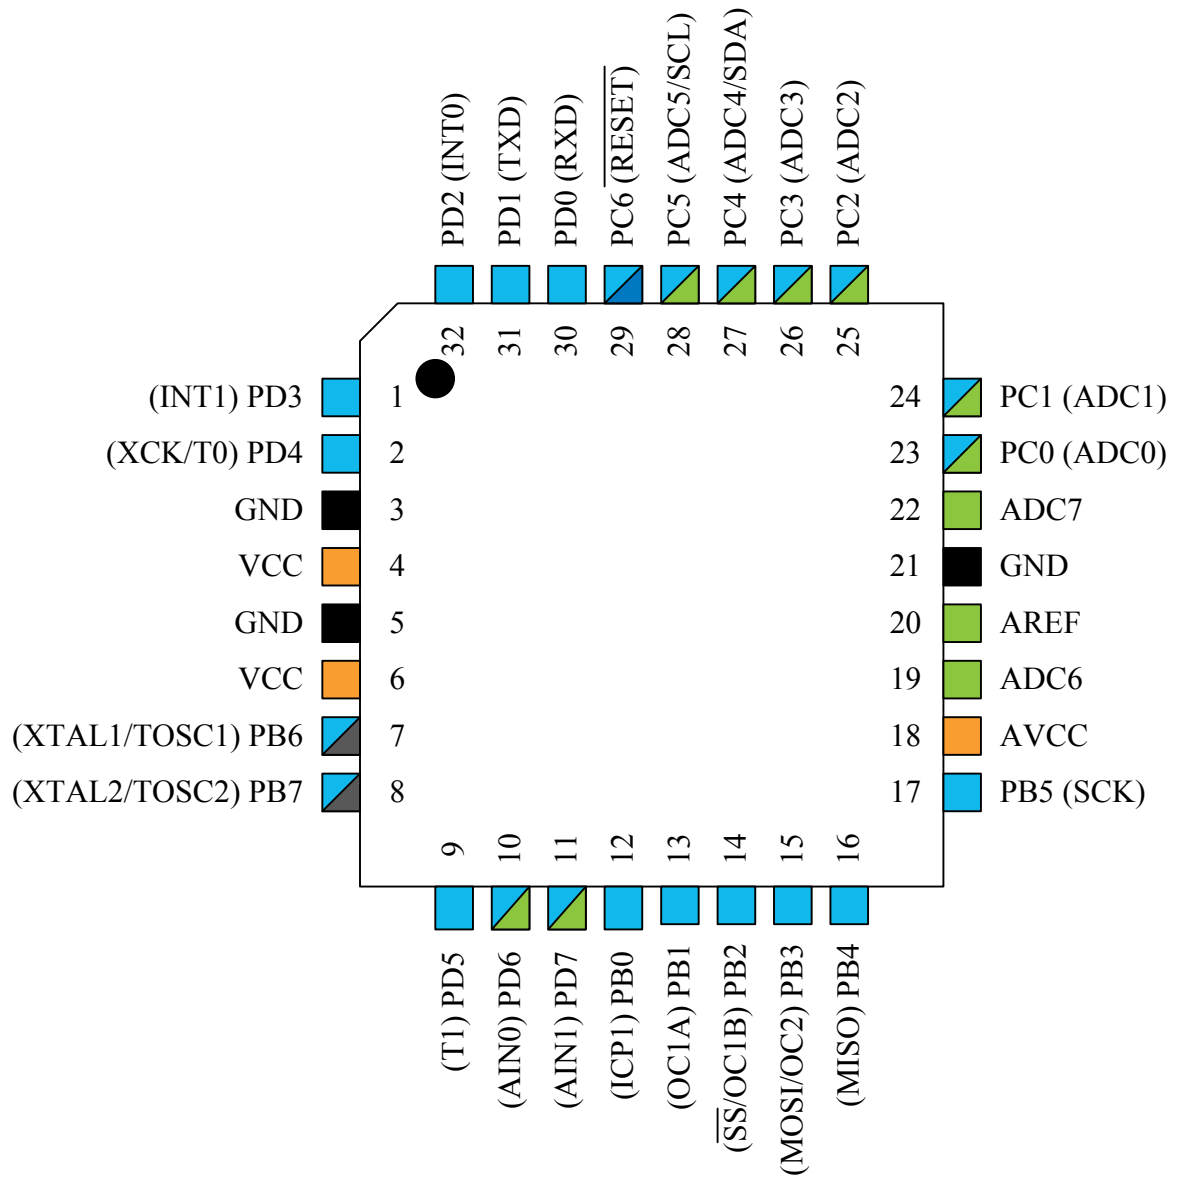 PD2 (INT0)
PD1 (TXD)
PD0 (RXD)
PC6 (RESET)
PC5 (ADC5/SCL)
PC4 (ADC4/SDA)
PC3 (ADC3)
PC2 (ADC2)
32
31
30
29
28
27
26
25
(INT1) PD3
1
(XCK/T0) PD4
2
GND
3
VCC
4
GND
5
VCC
6
(XTAL1/TOSC1) PB6
7
(XTAL2/TOSC2) PB7
8
24
PC1 (ADC1)
23
PC0 (ADC0)
22
ADC7
21
GND
20
AREF
19
ADC6
18
AVCC
17
PB5 (SCK)
9
10
11
12
13
14
15
16
(T1) PD5
(AIN0) PD6
(AIN1) PD7
(ICP1) PB0
(OC1A) PB1
(SS/OC1B) PB2
(MOSI/OC2) PB3
(MISO) PB4